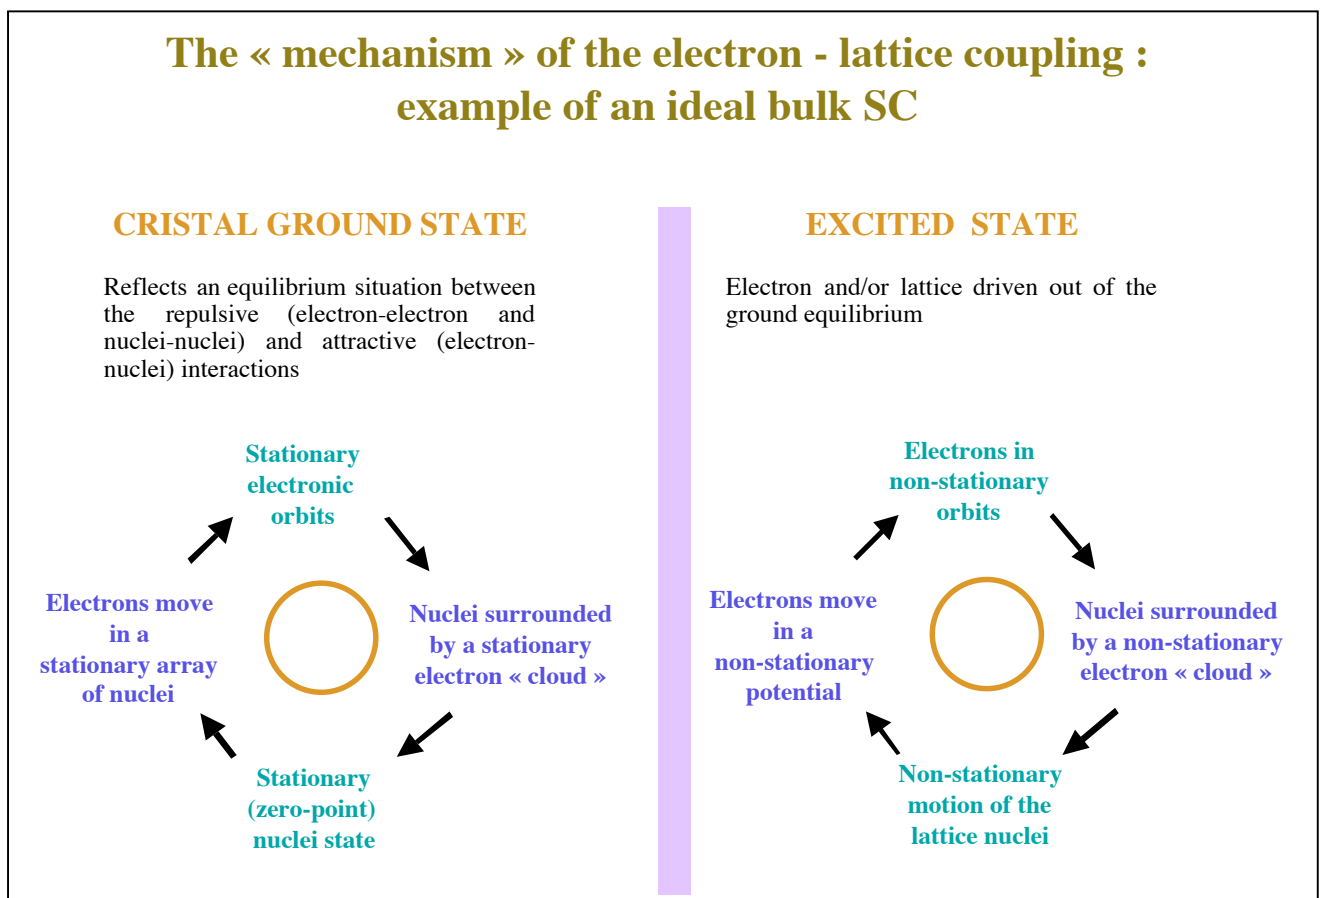 The « mechanism » of the electron - lattice coupling :
example of an ideal bulk SC
CRISTAL GROUND STATE
Reflects an equilibrium situation between
the repulsive (electron-electron and
nuclei-nuclei) and attractive (electron-
nuclei) interactions
Stationary
electronic
orbits
Nuclei surrounded
by a stationary
electron « cloud »
Stationary
(zero-point)
nuclei state
Electrons move
in a
stationary array
of nuclei
EXCITED STATE
Electron and/or lattice driven out of the
ground equilibrium
Electrons in
non-stationary
orbits
Nuclei surrounded
by a non-stationary
electron « cloud »
Non-stationary
motion of the
lattice nuclei
Electrons move
in a
non-stationary
potential